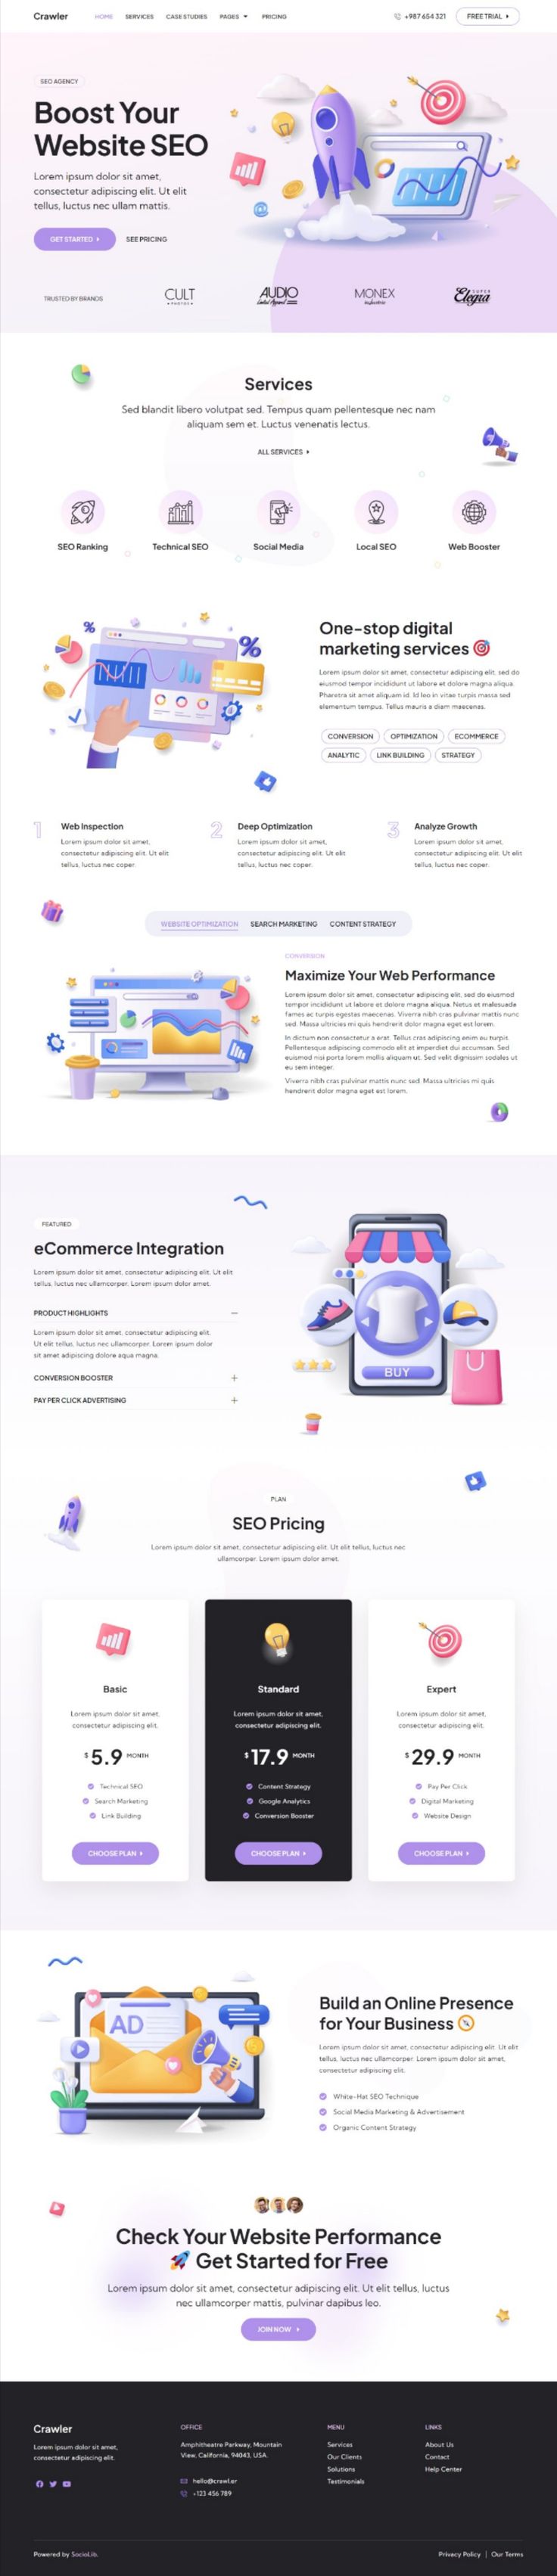 Crawler
HOME SERVICES CASE STUDIES PAGES PRICING
+987 654 321
FREE TRIAL
SEO AGENCY
Boost Your
Website SEO
Lorem ipsum dolor sit amet,
consectetur adipiscing elit. Ut elit
tellus, luctus nec ullam mattis.
GET STARTED
SEE PRICING
TRUSTED BY BRANDS
CULT
PHOTOS
AUDIO
MONEX
SUPER
Elegra
Services
Sed blandit libero volutpat sed. Tempus quam pellentesque nec nam
aliquam sem et. Luctus venenatis lectus.
ALL SERVICES
SEO Ranking
Technical SEO
Social Media
Local SEO
Web Booster
One-stop digital
marketing services
Lorem ipsum dolor sit amet, consectetur adipiscing elit, sed do
eiusmod tempor incididunt ut labore et dolore magna aliqua.
Pharetra sit amet aliquam id. Id leo in vitae turpis massa sed
elementum tempus. Tellus mauris a diam maecenas.
CONVERSION OPTIMIZATION ECOMMERCE
ANALYTIC LINK BUILDING STRATEGY
1
Web Inspection
Lorem ipsum dolor sit amet,
consectetur adipiscing elit. Ut elit
tellus, luctus nec coper.
2
Deep Optimization
Lorem ipsum dolor sit amet,
consectetur adipiscing elit. Ut elit
tellus, luctus nec coper.
3
Analyze Growth
Lorem ipsum dolor sit amet,
consectetur adipiscing elit. Ut elit
tellus, luctus nec coper.
WEBSITE OPTIMIZATION SEARCH MARKETING CONTENT STRATEGY
CONVERSION
Maximize Your Web Performance
Lorem ipsum dolor sit amet, consectetur adipiscing elit, sed do eiusmod
tempor incididunt ut labore et dolore magna aliqua. Netus et malesuada
fames ac turpis egestas maecenas. Viverra nibh cras pulvinar mattis nunc
sed. Massa ultricies mi quis hendrerit dolor magna eget est lorem.
In dictum non consectetur a erat. Tellus cras adipiscing enim eu turpis.
Pellentesque adipiscing commodo elit at imperdiet dui accumsan. Sed
euismod nisi porta lorem mollis aliquam ut. Sed velit dignissim sodales ut
eu sem integer.
Viverra nibh cras pulvinar mattis nunc sed. Massa ultricies mi quis
hendrerit dolor magna eget est lorem.
FEATURED
eCommerce Integration
Lorem ipsum dolor sit amet, consectetur adipiscing elit. Ut elit
tellus, luctus nec ullamcorper. Lorem ipsum dolor amet.
PRODUCT HIGHLIGHTS
Lorem ipsum dolor sit amet, consectetur adipiscing elit.
Ut elit tellus, luctus nec ullamcorper. Lorem ipsum dolor
sit amet adipiscing dolore aqua magna.
CONVERSION BOOSTER
PAY PER CLICK ADVERTISING
BUY
PLAN
SEO Pricing
Lorem ipsum dolor sit amet, consectetur adipiscing elit. Ut elit tellus, luctus nec
ullamcorper. Lorem ipsum dolor amet.
Basic
Lorem ipsum dolor sit amet,
consectetur adipiscing elit.
$ 5.9 MONTH
Technical SEO
Search Marketing
Link Building
CHOOSE PLAN
Standard
Lorem ipsum dolor sit amet,
consectetur adipiscing elit.
$ 17.9 MONTH
Content Strategy
Google Analytics
Conversion Booster
CHOOSE PLAN
Expert
Lorem ipsum dolor sit amet,
consectetur adipiscing elit.
$ 29.9 MONTH
Pay Per Click
Digital Marketing
Website Design
CHOOSE PLAN
AD
Build an Online Presence
for Your Business
Lorem ipsum dolor sit amet, consectetur adipiscing elit. Ut elit
tellus, luctus nec ullamcorper. Lorem ipsum dolor sit amet,
consectetur adipiscing elit.
White-Hat SEO Technique
Social Media Marketing & Advertisement
Organic Content Strategy
Check Your Website Performance
Get Started for Free
Lorem ipsum dolor sit amet, consectetur adipiscing elit. Ut elit tellus, luctus
nec ullamcorper mattis, pulvinar dapibus leo.
JOIN NOW
Crawler
Lorem ipsum dolor sit amet,
consectetur adipiscing elit.
OFFICE
Amphitheatre Parkway, Mountain
View, California, 94043, USA.
hello@crawl.er
+123 456 789
MENU
Services
Our Clients
Solutions
Testimonials
LINKS
About Us
Contact
Help Center
Powered by SocioLib.
Privacy Policy | Our Terms